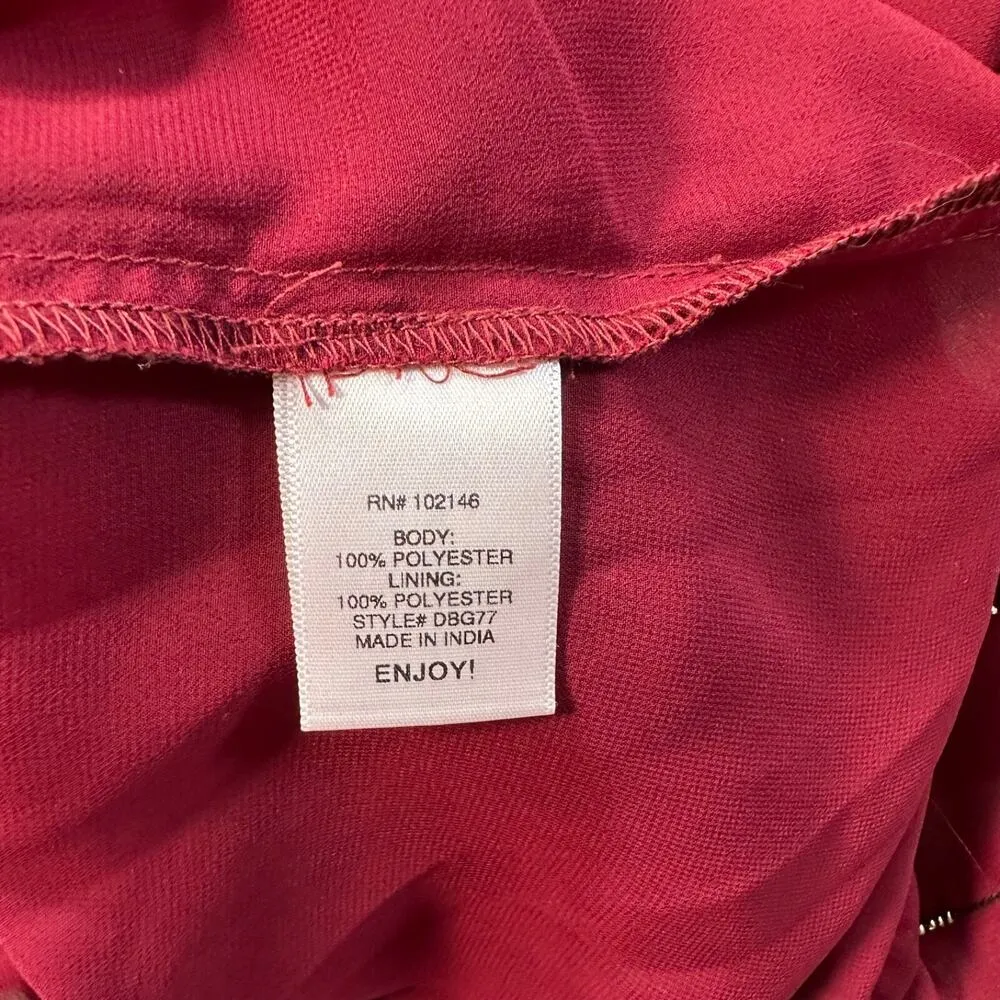 RN# 102146
BODY:
100% POLYESTER
LINING:
100% POLYESTER
STYLE# DBG77
MADE IN INDIA
ENJOY!